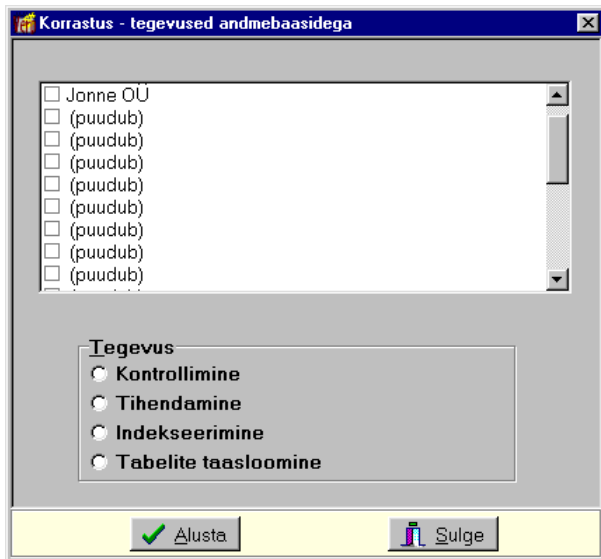 Korrastus - tegevused andmebaasidega
Jonne OÜ
(puudub)
(puudub)
(puudub)
(puudub)
(puudub)
(puudub)
(puudub)
(puudub)
Tegevus
Kontrollimine
Tihendamine
Indekseerimine
Tabelite taasloomine
Alusta
Sulge